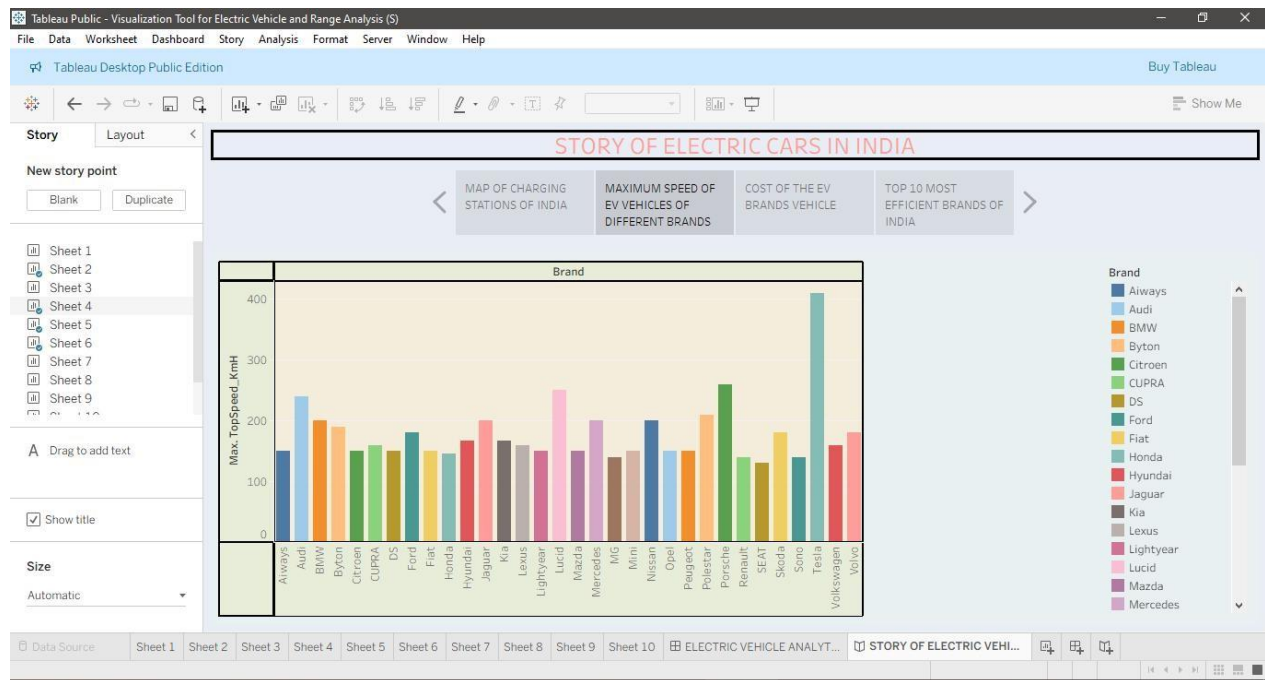 Tableau Public - Visualization Tool for Electric Vehicle and Range Analysis (S)
File Data Worksheet Dashboard Story Analysis Format Server Window Help
Tableau Desktop Public Edition
Buy Tableau
Show Me
Story Layout
New story point
Blank Duplicate
Sheet 1
Sheet 2
Sheet 3
Sheet 4
Sheet 5
Sheet 6
Sheet 7
Sheet 8
Sheet 9
A Drag to add text
Show title
Size
Automatic
STORY OF ELECTRIC CARS IN INDIA
MAP OF CHARGING
STATIONS OF INDIA
MAXIMUM SPEED OF
EV VEHICLES OF
DIFFERENT BRANDS
COST OF THE EV
BRANDS VEHICLE
TOP 10 MOST
EFFICIENT BRANDS OF
INDIA
Brand
Max. TopSpeed_KmH
400
300
200
100
0
Aiways
Audi
BMW
Byton
Citroen
CUPRA
DS
Ford
Fiat
Honda
Hyundai
Jaguar
Kia
Lexus
Lightyear
Lucid
Mazda
Mercedes
MG
Mini
Nissan
Opel
Peugeot
Polestar
Porsche
Renault
SEAT
Skoda
Sono
Tesla
Volkswagen
Volvo
Brand
Aiways
Audi
BMW
Byton
Citroen
CUPRA
DS
Ford
Fiat
Honda
Hyundai
Jaguar
Kia
Lexus
Lightyear
Lucid
Mazda
Mercedes
Data Source Sheet 1 Sheet 2 Sheet 3 Sheet 4 Sheet 5 Sheet 6 Sheet 7 Sheet 8 Sheet 9 Sheet 10 ELECTRIC VEHICLE ANALYT... STORY OF ELECTRIC VEHI...